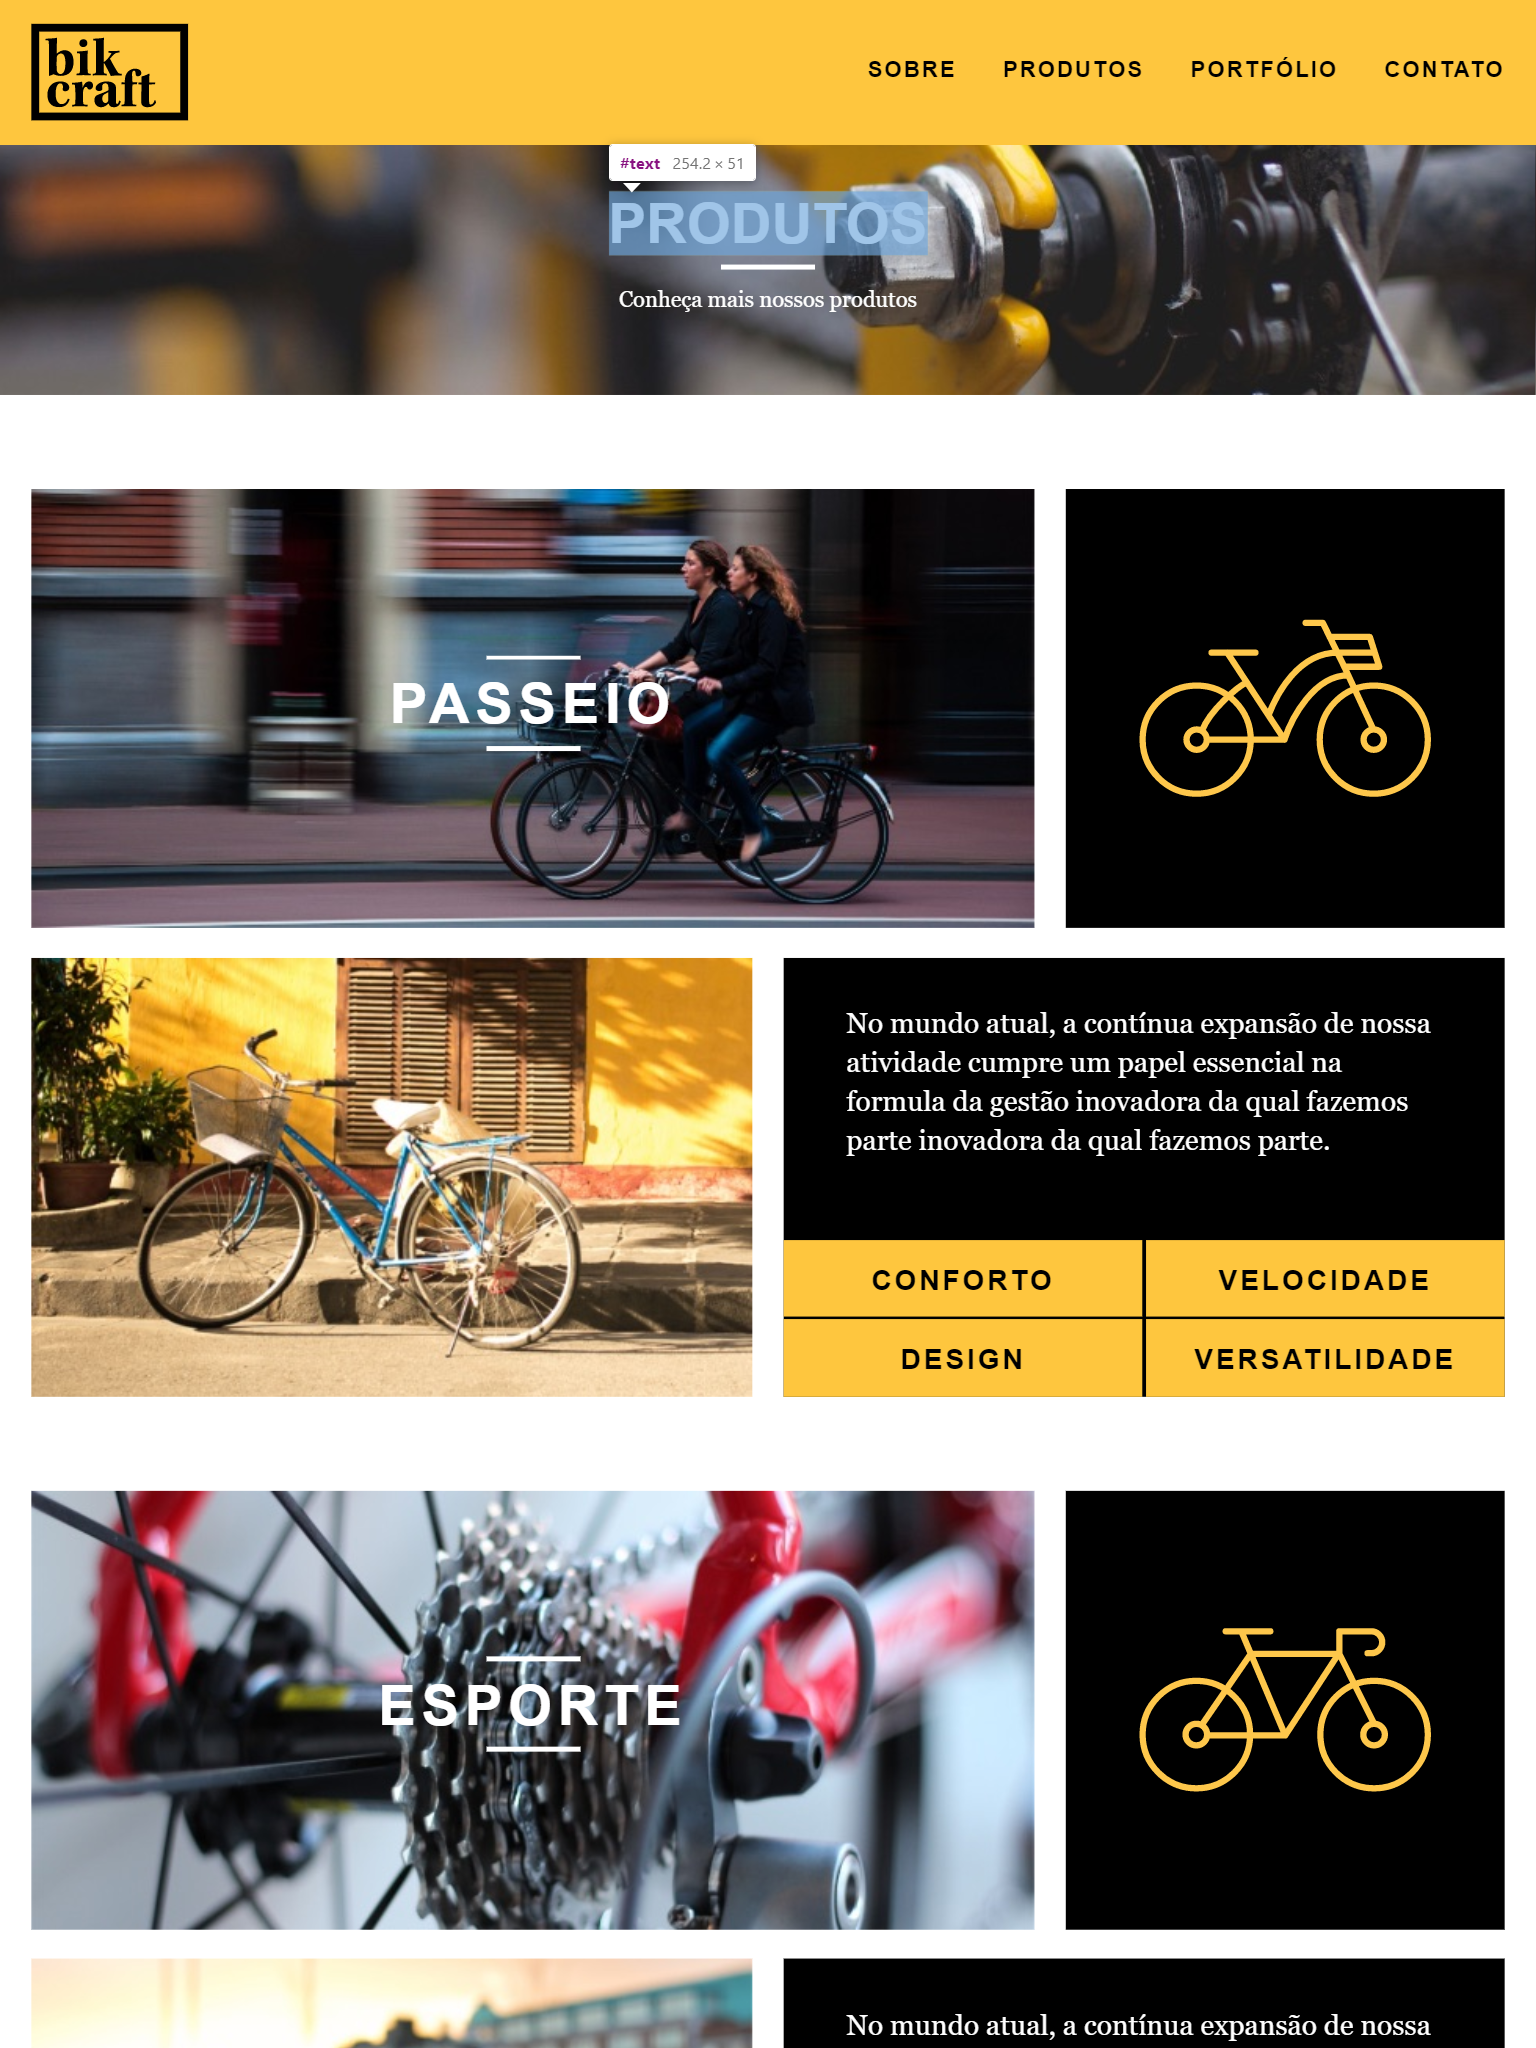 bik
craft
SOBRE PRODUTOS PORTFÓLIO CONTATO
#text 254.2 × 51
PRODUTOS
Conheça mais nossos produtos
PASSEIO
No mundo atual, a contínua expansão de nossa
atividade cumpre um papel essencial na
formula da gestão inovadora da qual fazemos
parte inovadora da qual fazemos parte.
CONFORTO VELOCIDADE
DESIGN VERSATILIDADE
ESPORTE
No mundo atual, a contínua expansão de nossa